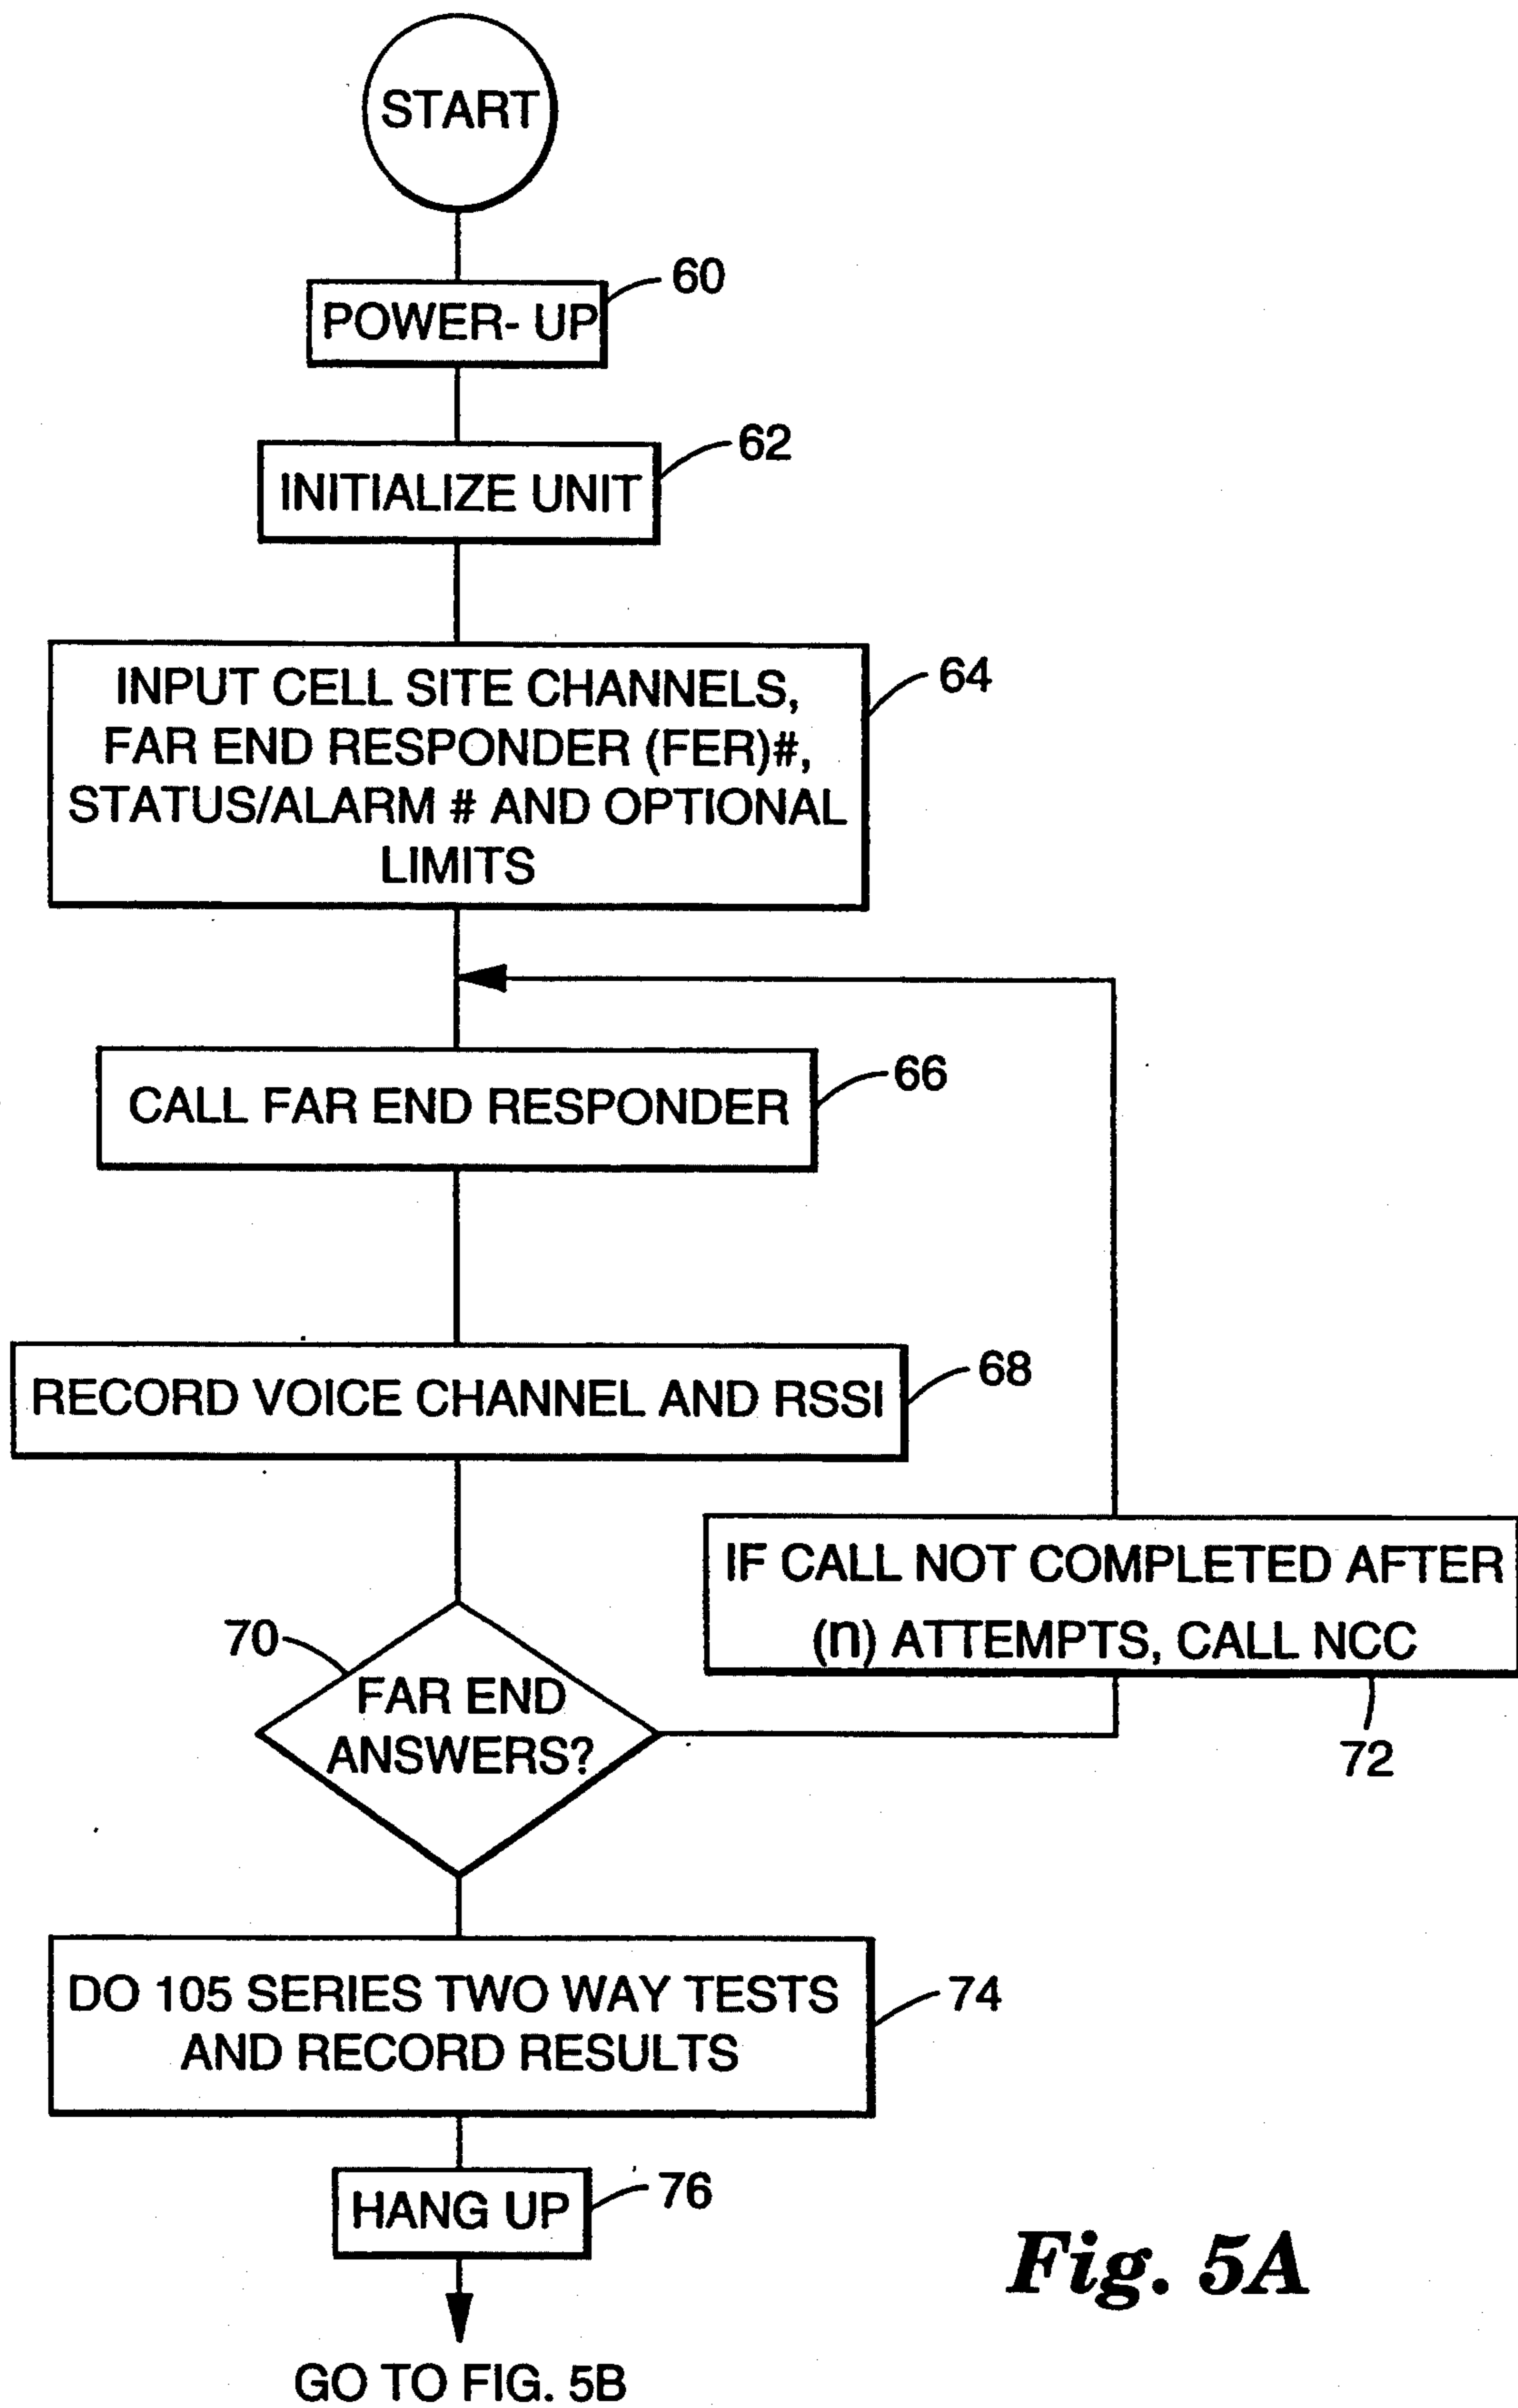 START
60
POWER- UP
62
INITIALIZE UNIT
64
INPUT CELL SITE CHANNELS,
FAR END RESPONDER (FER)#,
STATUS/ALARM # AND OPTIONAL
LIMITS
66
CALL FAR END RESPONDER
68
RECORD VOICE CHANNEL AND RSSI
IF CALL NOT COMPLETED AFTER
(n) ATTEMPTS, CALL NCC
72
70
FAR END
ANSWERS?
74
DO 105 SERIES TWO WAY TESTS
AND RECORD RESULTS
76
HANG UP
GO TO FIG. 5B
Fig. 5A